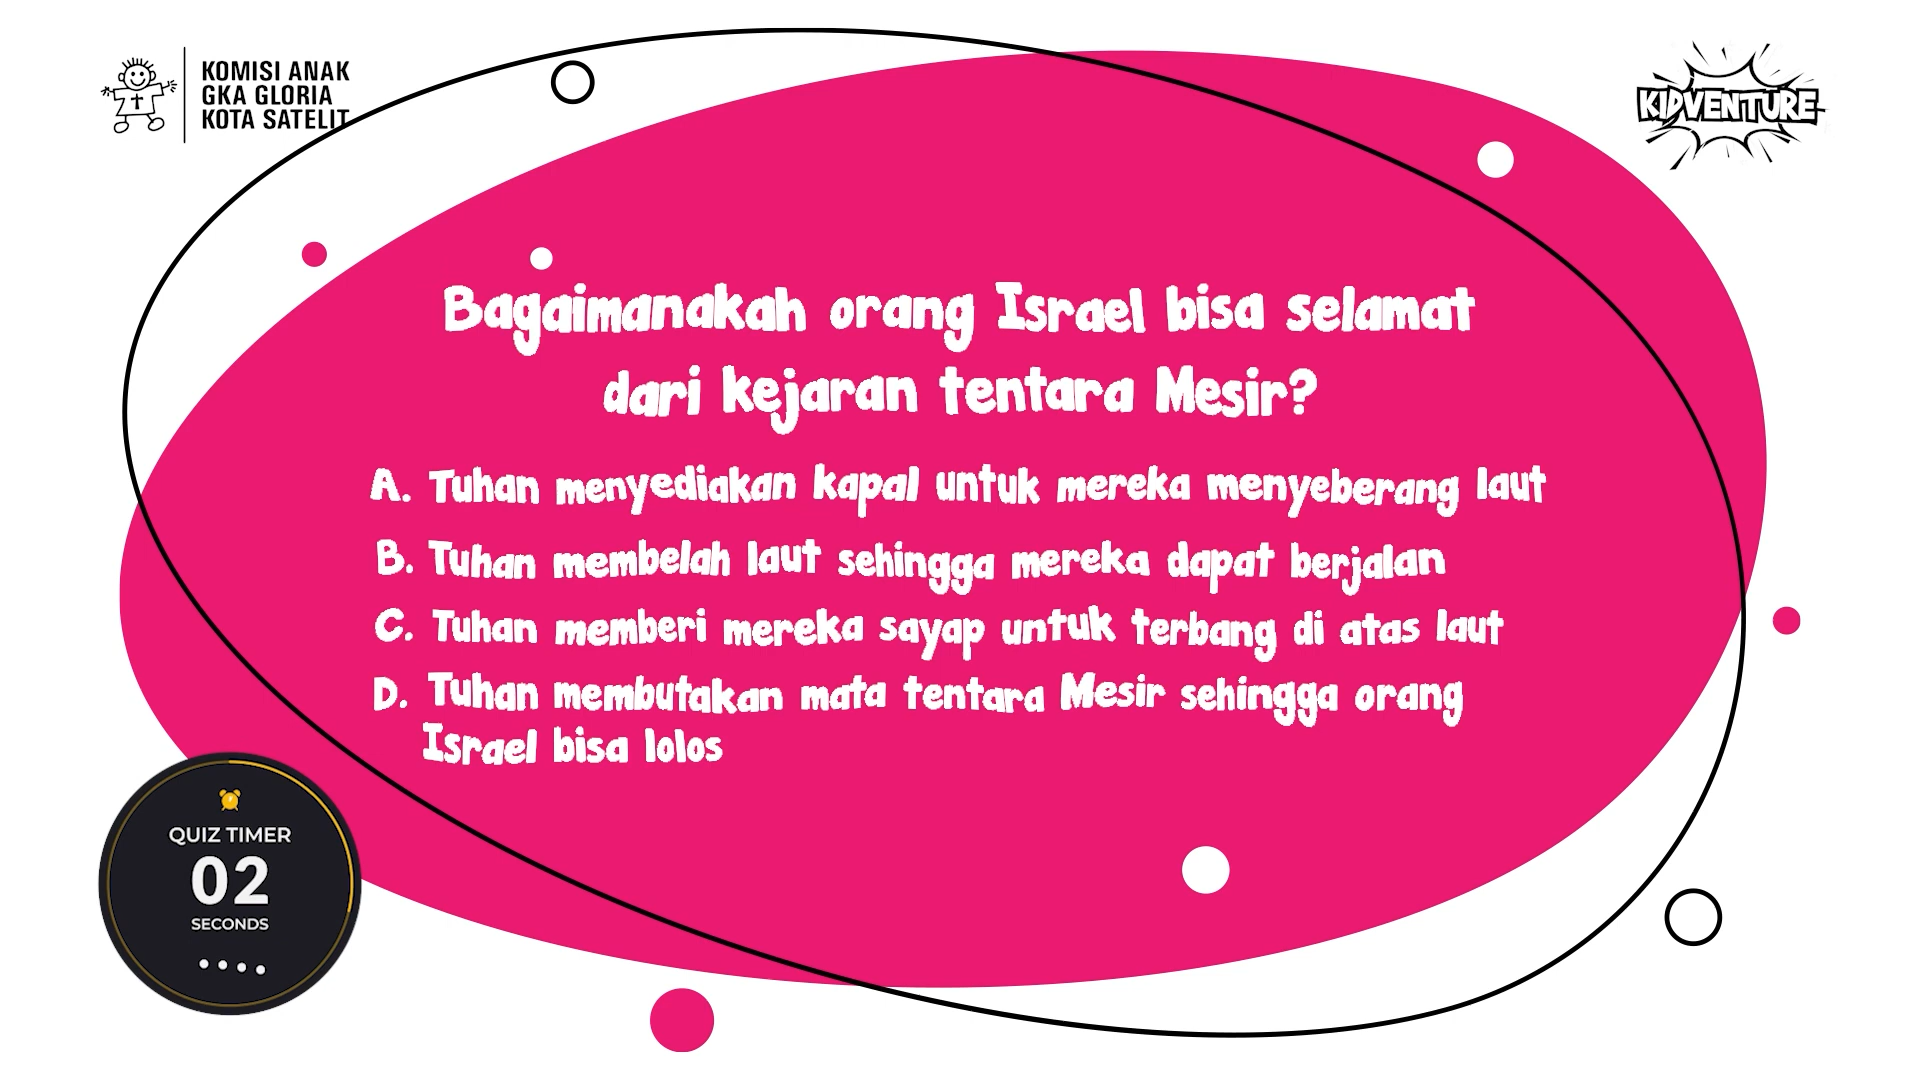 KOMISI ANAK
GKA GLORIA
KOTA SATELIT
KIDVENTURE
Bagaimanakah orang Israel bisa selamat
dari kejaran tentara Mesir?
A. Tuhan menyediakan kapal untuk mereka menyeberang laut
B. Tuhan membelah laut sehingga mereka dapat berjalan
C. Tuhan memberi mereka sayap untuk terbang di atas laut
D. Tuhan membutakan mata tentara Mesir sehingga orang
Israel bisa lolos
QUIZ TIMER
02
SECONDS